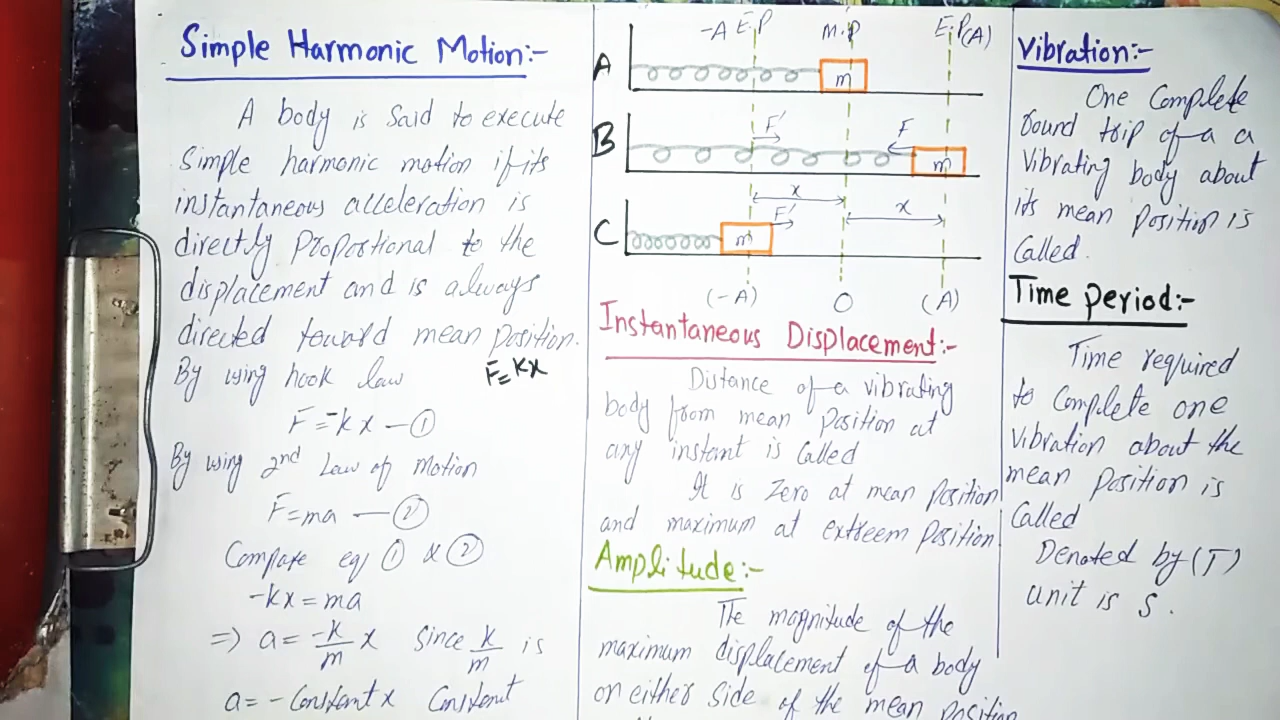 Simple Harmonic Motion:-
A body is said to execute
Simple harmonic motion if its
instantaneous acceleration is
directly Proportional to the
displacement and is always
directed toward mean position.
By using hook law F=kx
F=-kx — ①
By using 2nd Law of motion
F=ma — ②
Compare eq ① & ②
-kx=ma
=> a= -k/m x since k/m is
a= - Constant x Constant
-A E.P M.P E.P(A)
A m
B F' F m
x
x
C m F'
(-A) O (A)
Instantaneous Displacement:-
Distance of a vibrating
body from mean Position at
any instant is Called
It is Zero at mean Position
and maximum at extreem Position
Amplitude:-
The magnitude of the
maximum displacement of a body
on either side of the mean position
Vibration:-
One Complete
round trip of a a
Vibrating body about
its mean Position is
Called.
Time period:-
Time required
to Complete one
Vibration about the
mean Position is
Called
Denoted by (T)
unit is S.